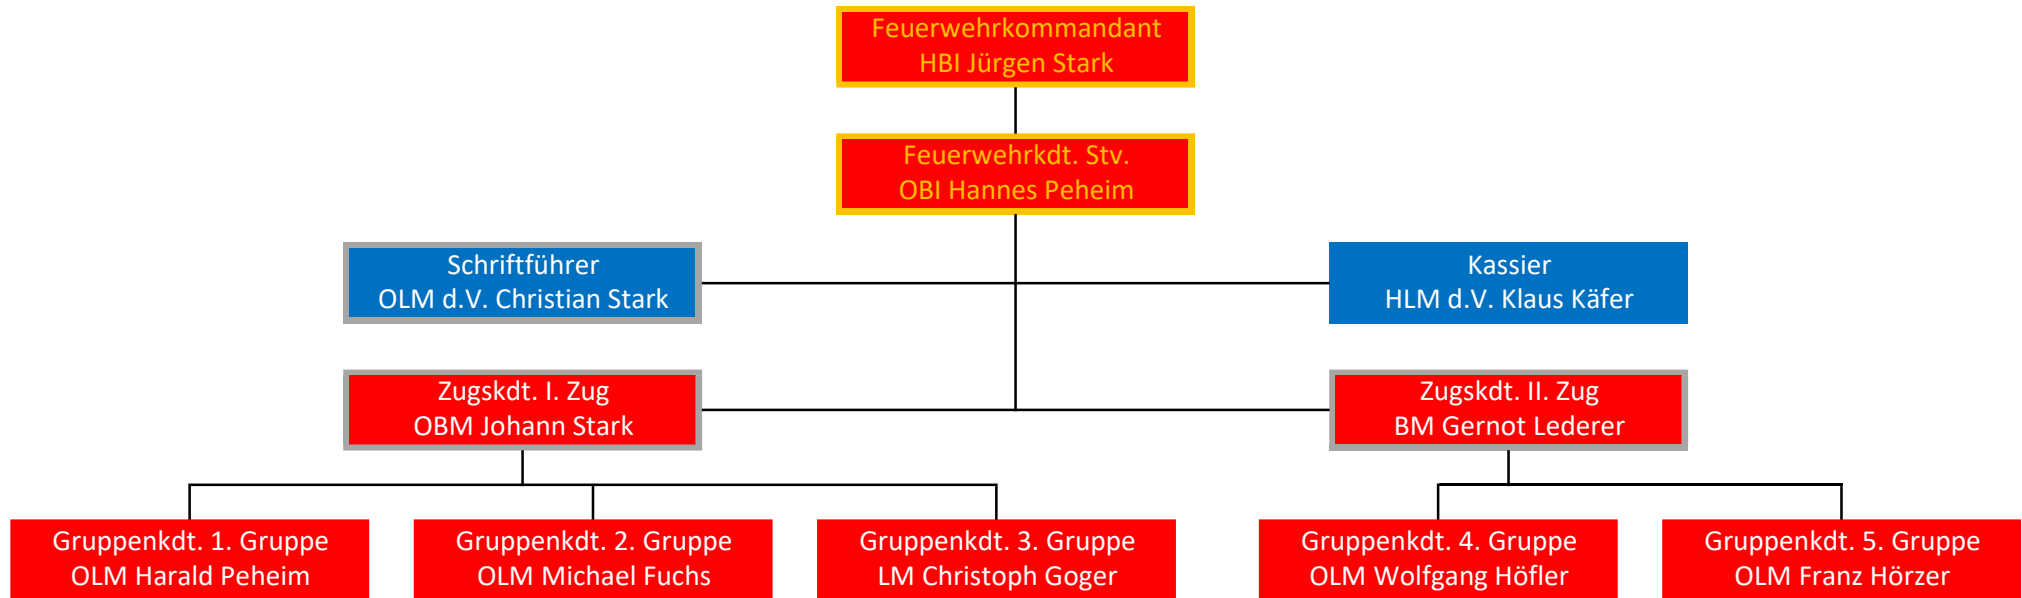 Feuerwehrkommandant
HBI Jürgen Stark
Feuerwehrkdt. Stv.
OBI Hannes Peheim
Schriftführer
OLM d.V. Christian Stark
Kassier
HLM d.V. Klaus Käfer
Zugskdt. I. Zug
OBM Johann Stark
Zugskdt. II. Zug
BM Gernot Lederer
Gruppenkdt. 1. Gruppe
OLM Harald Peheim
Gruppenkdt. 2. Gruppe
OLM Michael Fuchs
Gruppenkdt. 3. Gruppe
LM Christoph Goger
Gruppenkdt. 4. Gruppe
OLM Wolfgang Höfler
Gruppenkdt. 5. Gruppe
OLM Franz Hörzer